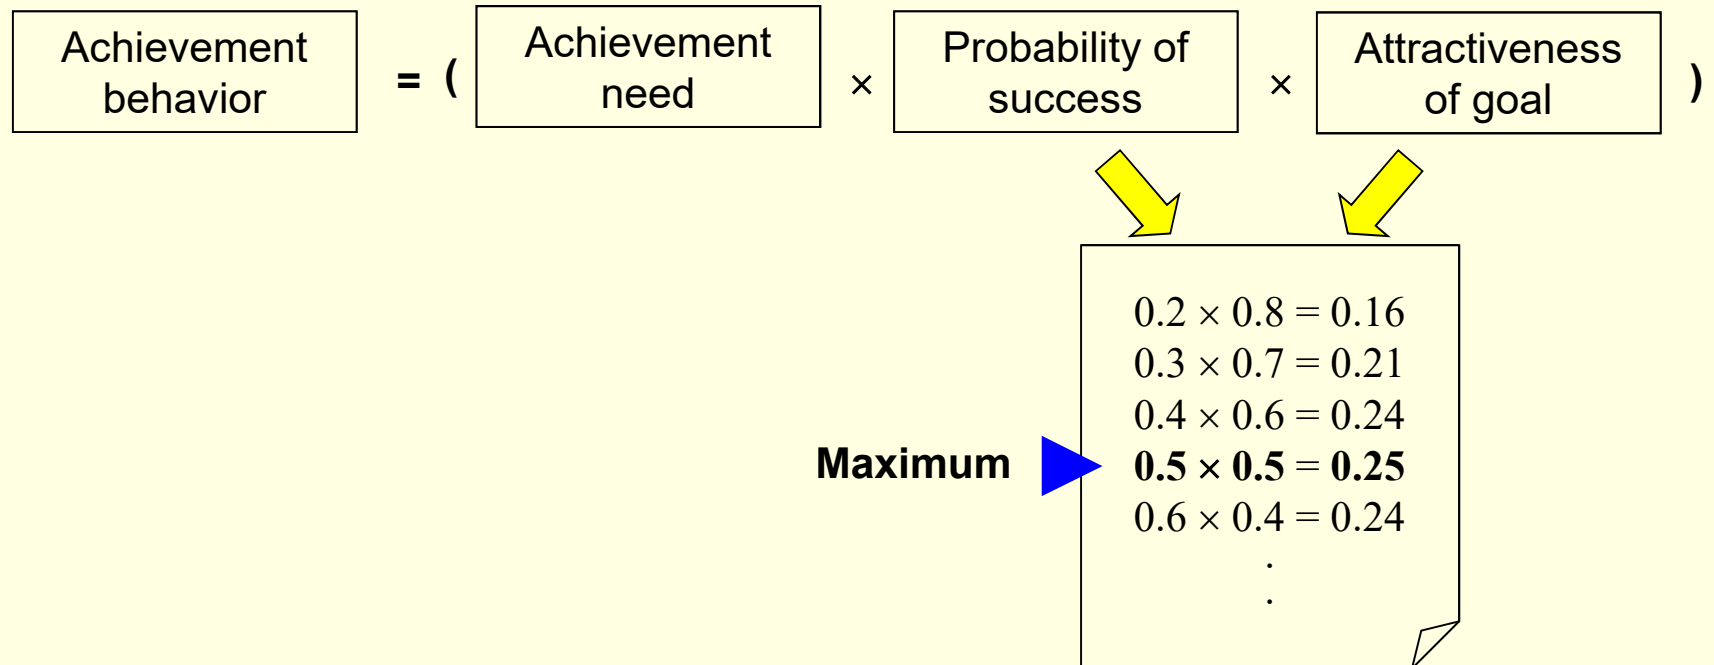 Achievement
behavior
= (
Achievement
need
×
Probability of
success
×
Attractiveness
of goal
)
0.2 × 0.8 = 0.16
0.3 × 0.7 = 0.21
0.4 × 0.6 = 0.24
Maximum
0.5 × 0.5 = 0.25
0.6 × 0.4 = 0.24
.
.